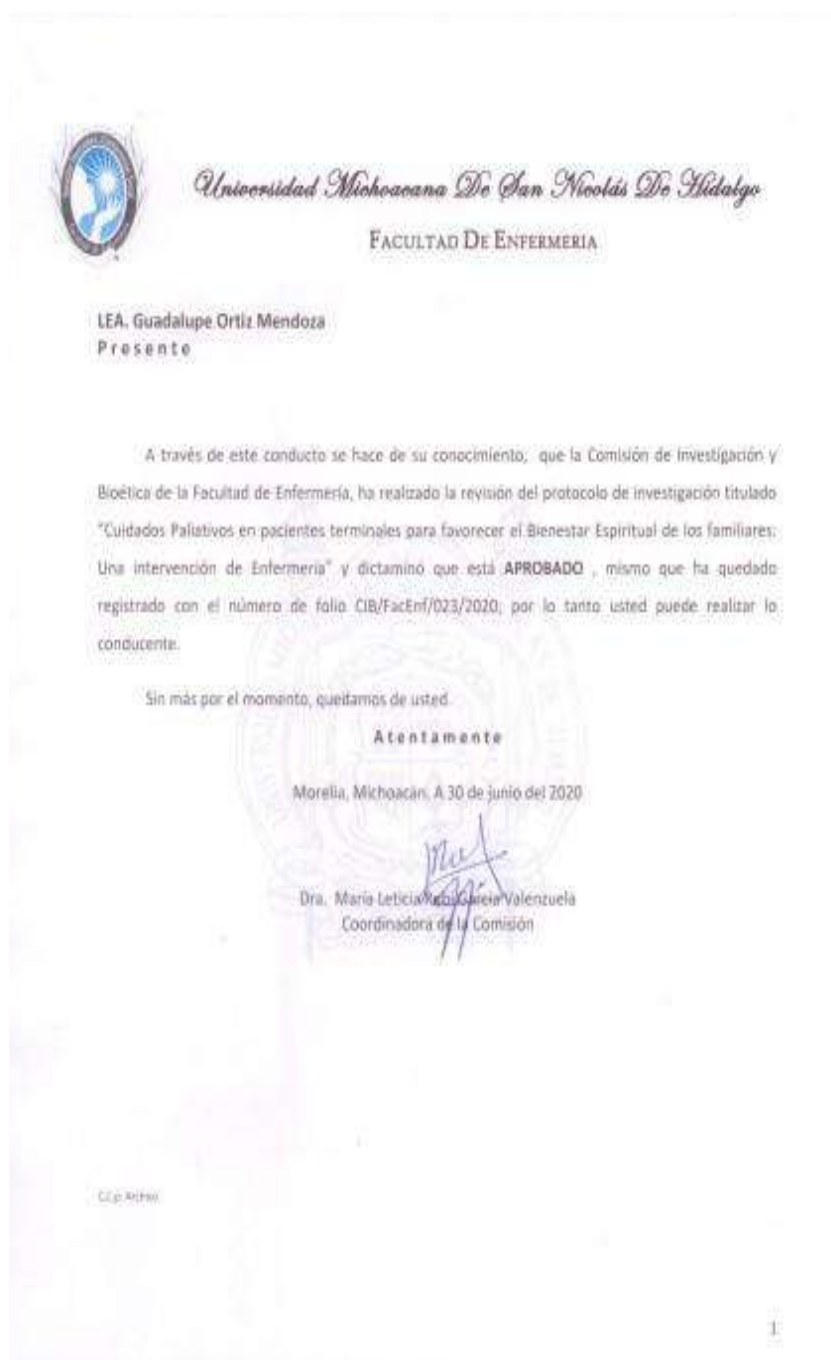 Universidad Michoacana De San Nicolás De Hidalgo
FACULTAD DE ENFERMERIA
LEA. Guadalupe Ortiz Mendoza
Presente
A través de este conducto se hace de su conocimiento, que la Comisión de Investigación y
Bioética de la Facultad de Enfermería, ha realizado la revisión del protocolo de investigación titulado
"Cuidados Paliativos en pacientes terminales para favorecer el Bienestar Espiritual de los familiares:
Una intervención de Enfermería" y dictaminó que está APROBADO , mismo que ha quedado
registrado con el número de folio CIB/FacEnf/023/2020, por lo tanto usted puede realizar lo
conducente.
Sin más por el momento, quedamos de usted.
Atentamente
Morelia, Michoacán. A 30 de junio del 2020
Dra. María Leticia García Valenzuela
Coordinadora de la Comisión
C.c.p. Archivo
1